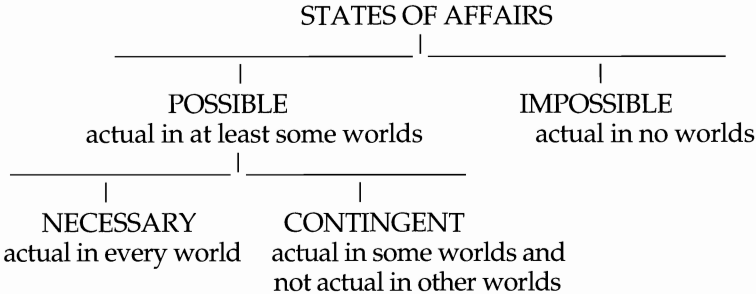 STATES OF AFFAIRS
POSSIBLE
actual in at least some worlds
IMPOSSIBLE
actual in no worlds
NECESSARY
actual in every world
CONTINGENT
actual in some worlds and
not actual in other worlds